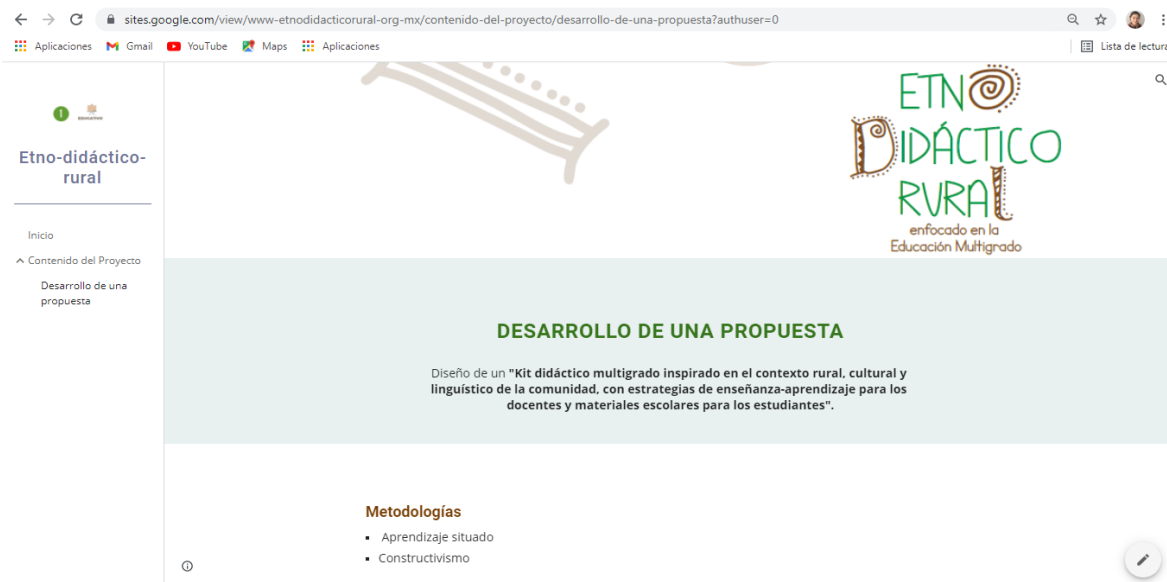 sites.google.com/view/www-etnodidacticorural-org-mx/contenido-del-proyecto/desarrollo-de-una-propuesta?authuser=0
Aplicaciones Gmail YouTube Maps Aplicaciones Lista de lectura
1 EDUCATIVO
Etno-didáctico-
rural
Inicio
Contenido del Proyecto
Desarrollo de una
propuesta
ETNO
DIDÁCTICO
RVRAL
enfocado en la
Educación Multigrado
DESARROLLO DE UNA PROPUESTA
Diseño de un "Kit didáctico multigrado inspirado en el contexto rural, cultural y
linguístico de la comunidad, con estrategias de enseñanza-aprendizaje para los
docentes y materiales escolares para los estudiantes".
Metodologías
▪ Aprendizaje situado
▪ Constructivismo